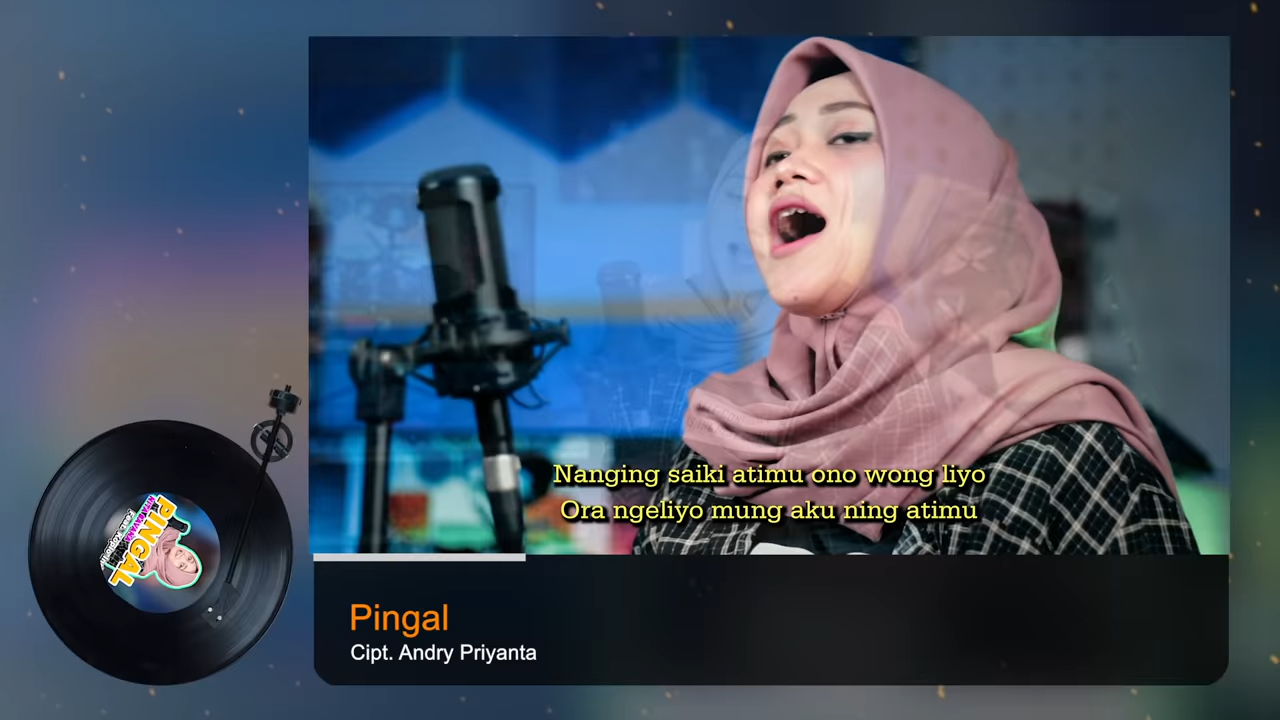 Nanging saiki atimu ono wong liyo
Ora ngeliyo mung aku ning atimu
Pingal
Cipt. Andry Priyanta
PINGAL